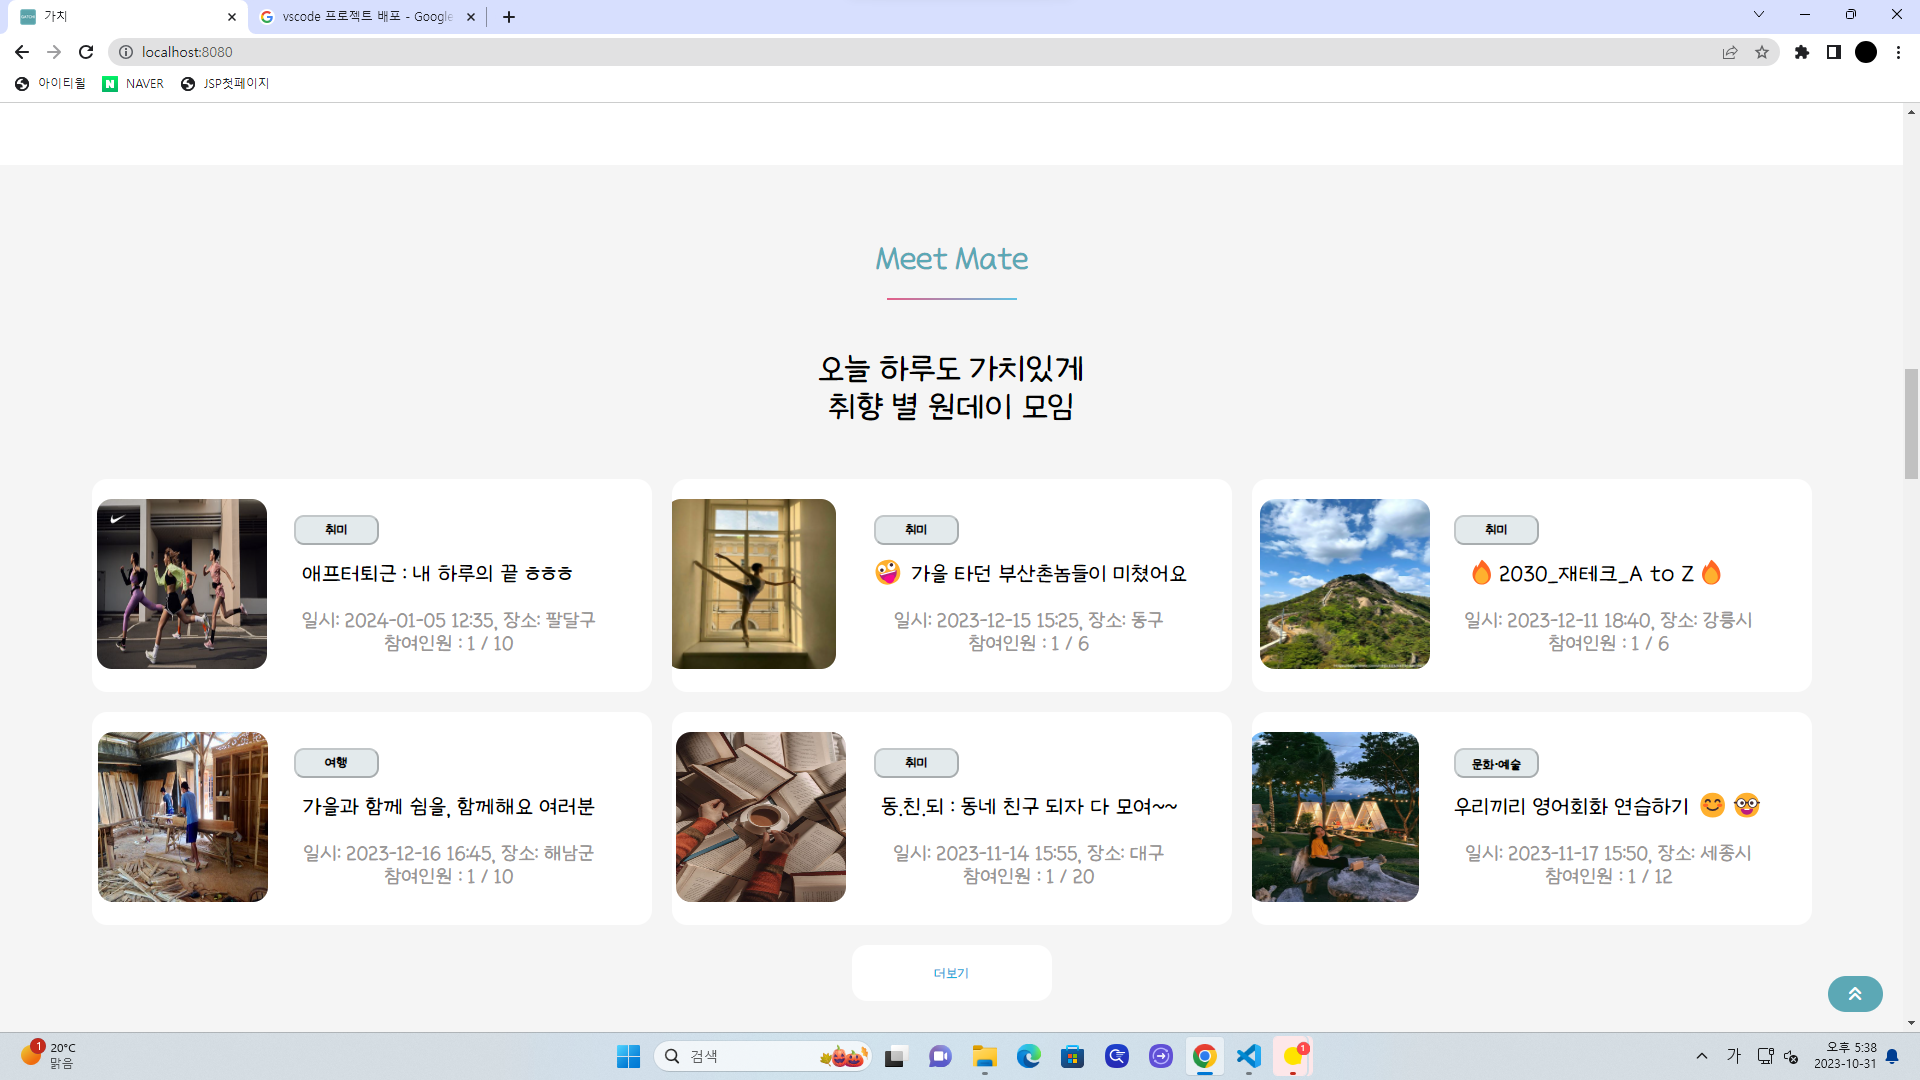 가치
vscode 프로젝트 배포 - Google
localhost:8080
아이티윌
NAVER
JSP첫페이지
Meet Mate
오늘 하루도 가치있게
취향 별 원데이 모임
취미
애프터퇴근 : 내 하루의 끝 ㅎㅎㅎ
일시: 2024-01-05 12:35, 장소: 팔달구
참여인원 : 1 / 10
취미
🤪 가을 타던 부산촌놈들이 미쳤어요
일시: 2023-12-15 15:25, 장소: 동구
참여인원 : 1 / 6
취미
🔥2030_재테크_A to Z🔥
일시: 2023-12-11 18:40, 장소: 강릉시
참여인원 : 1 / 6
여행
가을과 함께 쉼을, 함께해요 여러분
일시: 2023-12-16 16:45, 장소: 해남군
참여인원 : 1 / 10
취미
동.친.되 : 동네 친구 되자 다 모여~~
일시: 2023-11-14 15:55, 장소: 대구
참여인원 : 1 / 20
문화·예술
우리끼리 영어회화 연습하기 😊 🤓
일시: 2023-11-17 15:50, 장소: 세종시
참여인원 : 1 / 12
더보기
1
20°C
맑음
검색
1
가
오후 5:38
2023-10-31